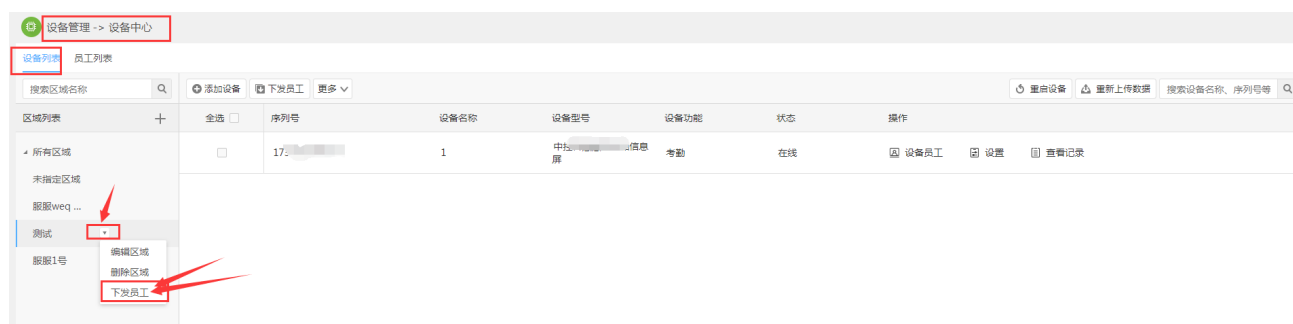 设备管理 -> 设备中心
设备列表 员工列表
搜索区域名称 添加设备 下发员工 更多 重启设备 重新上传数据 搜索设备名称、序列号等
区域列表 + 全选 序列号 设备名称 设备型号 设备功能 状态 操作
所有区域 17 1 中控 信息屏 考勤 在线 设备员工 设置 查看记录
未指定区域
服服weq ...
测试
编辑区域
服服1号
删除区域
下发员工